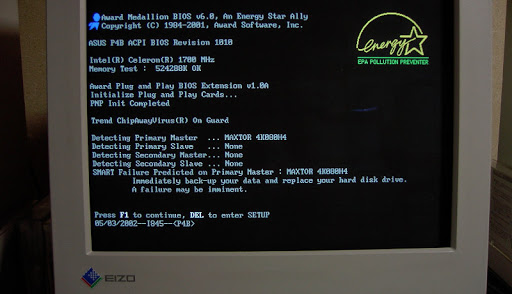 Award Medallion BIOS v6.0, An Energy Star Ally
Copyright (C) 1984-2001, Award Software, Inc.
ASUS P4B ACPI BIOS Revision 1010
Intel(R) Celeron(R) 1700 MHz
Memory Test : 524288K OK
energy
EPA POLLUTION PREVENTER
Award Plug and Play BIOS Extension v1.0A
Initialize Plug and Play Cards...
PNP Init Completed
Trend ChipAwayVirus(R) On Guard
Detecting Primary Master ... MAXTOR 4K080H4
Detecting Primary Slave ... None
Detecting Secondary Master... None
Detecting Secondary Slave ... None
SMART Failure Predicted on Primary Master : MAXTOR 4K080H4
Immediately back-up your data and replace your hard disk drive.
A failure may be imminent.
Press F1 to continue, DEL to enter SETUP
05/03/2002--I845--<P4B>
EIZO